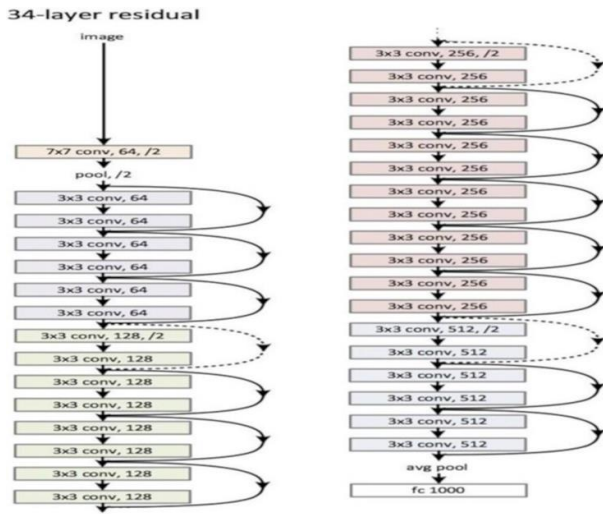 34-layer residual
image
7x7 conv, 64, /2
pool, /2
3x3 conv, 64
3x3 conv, 64
3x3 conv, 64
3x3 conv, 64
3x3 conv, 64
3x3 conv, 64
3x3 conv, 128, /2
3x3 conv, 128
3x3 conv, 128
3x3 conv, 128
3x3 conv, 128
3x3 conv, 128
3x3 conv, 128
3x3 conv, 128
3x3 conv, 256, /2
3x3 conv, 256
3x3 conv, 256
3x3 conv, 256
3x3 conv, 256
3x3 conv, 256
3x3 conv, 256
3x3 conv, 256
3x3 conv, 256
3x3 conv, 256
3x3 conv, 256
3x3 conv, 256
3x3 conv, 512, /2
3x3 conv, 512
3x3 conv, 512
3x3 conv, 512
3x3 conv, 512
3x3 conv, 512
avg pool
fc 1000